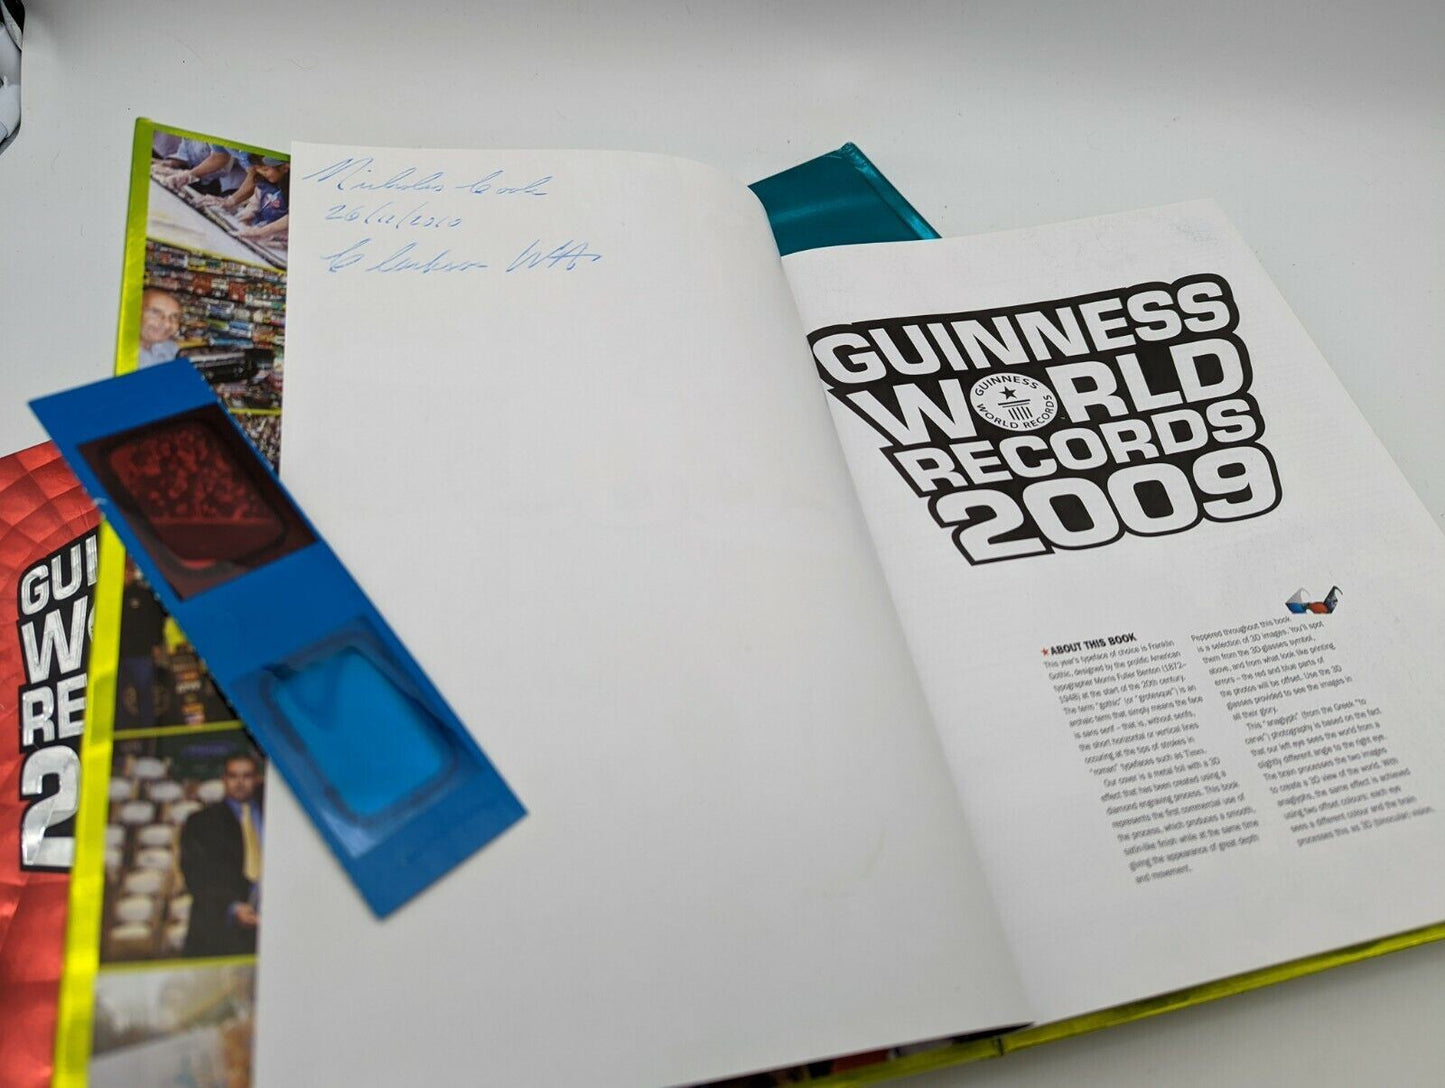 Nicholas Cook
26/11/2010
Clarkson WA.
GUINNESS
WORLD
RECORDS
2009
GUINNESS WORLD RECORDS
★ABOUT THIS BOOK
This year's typeface of choice is Franklin
Gothic, designed by the prolific American
typographer Morris Fuller Benton (1872–
1948) at the start of the 20th century.
The term "gothic" (or "grotesque") is an
archaic term that simply means the face
is sans serif – that is, without serifs,
the short horizontal or vertical lines
occuring at the tips of strokes in
"roman" typefaces such as Times.
Our cover is a metal foil with a 3D
effect that has been created using a
diamond engraving process. This book
represents the first commercial use of
the process, which produces a smooth,
satin-like finish while at the same time
giving the appearance of great depth
and movement.
Peppered throughout this book
is a selection of 3D images. You'll spot
them from the 3D glasses symbol,
above, and from what look like printing
errors – the red and blue parts of
the photos will be offset. Use the 3D
glasses provided to see the images in
all their glory.
This "anaglyph" (from the Greek "to
carve") photography is based on the fact
that our left eye sees the world from a
slightly different angle to the right eye.
The brain processes the two images
to create a 3D view of the world. With
anaglyphs, the same effect is achieved
using two offset colours: each eye
sees a different colour and the brain
processes this as 3D (binocular) vision.
GUI
W
RE
2